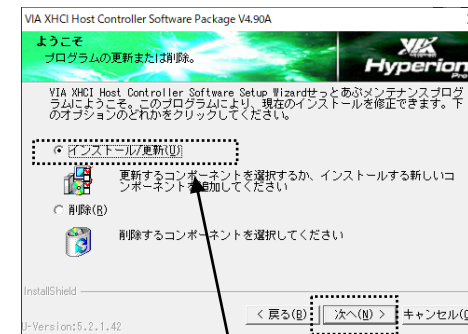 VIA XHCI Host Controller Software Package V4.90A
ようこそ
プログラムの更新または削除。
VIA
Hyperion
Pro
VIA XHCI Host Controller Software Setup Wizardせっとあぷメンテナンスプログ
ラムにようこそ。このプログラムにより、現在のインストールを修正できます。下
のオプションのどれかをクリックしてください。
インストール/更新(U)
更新するコンポーネントを選択するか、インストールする新しいコ
ンポーネントを追加してください
削除(R)
削除するコンポーネントを選択してください
InstallShield
< 戻る(B)
次へ(N) >
キャンセル
J-Version:5.2.1.42